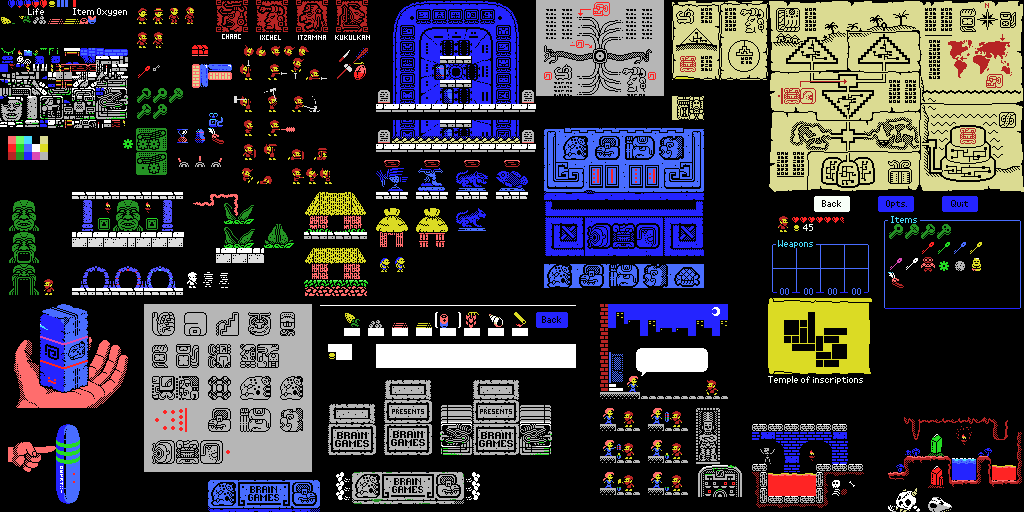 Life
Item Oxygen
CHAAC
IXCHEL
ITZAMNA
KUKULKAN
N
Back
Opts.
Quit
45
Items
Weapons
00
00
00
00
Back
Temple of inscriptions
PRESENTS
PRESENTS
BRAIN
GAMES
BRAIN
GAMES
BRAIN
GAMES
BRAIN
GAMES
BRAIN
GAMES